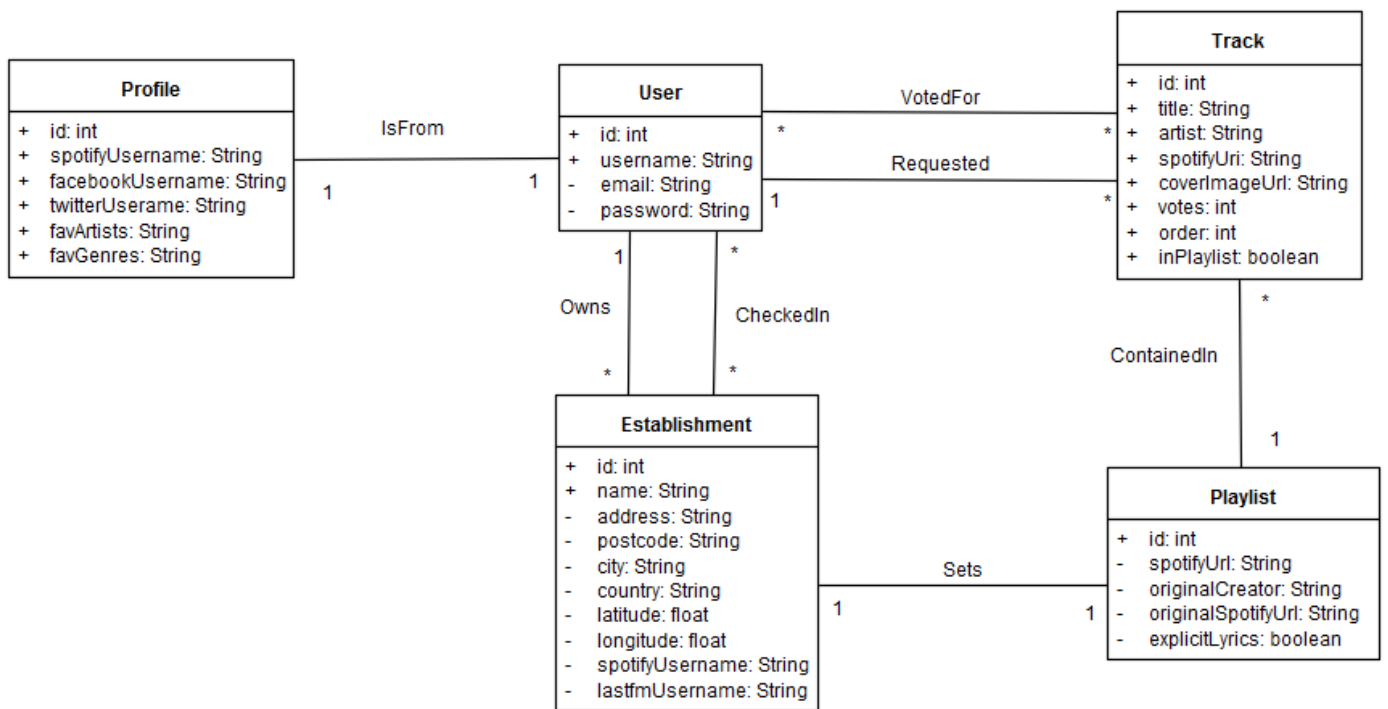 Profile
+ id: int
+ spotifyUsername: String
+ facebookUsername: String
+ twitterUserame: String
+ favArtists: String
+ favGenres: String
IsFrom
1
1
User
+ id: int
+ username: String
- email: String
- password: String
VotedFor
*
*
Requested
1
*
Track
+ id: int
+ title: String
+ artist: String
+ spotifyUri: String
+ coverImageUrl: String
+ votes: int
+ order: int
+ inPlaylist: boolean
1
*
Owns
CheckedIn
*
*
*
ContainedIn
1
Establishment
+ id: int
+ name: String
- address: String
- postcode: String
- city: String
- country: String
- latitude: float
- longitude: float
- spotifyUsername: String
- lastfmUsername: String
Sets
1
1
Playlist
+ id: int
- spotifyUrl: String
- originalCreator: String
- originalSpotifyUrl: String
- explicitLyrics: boolean